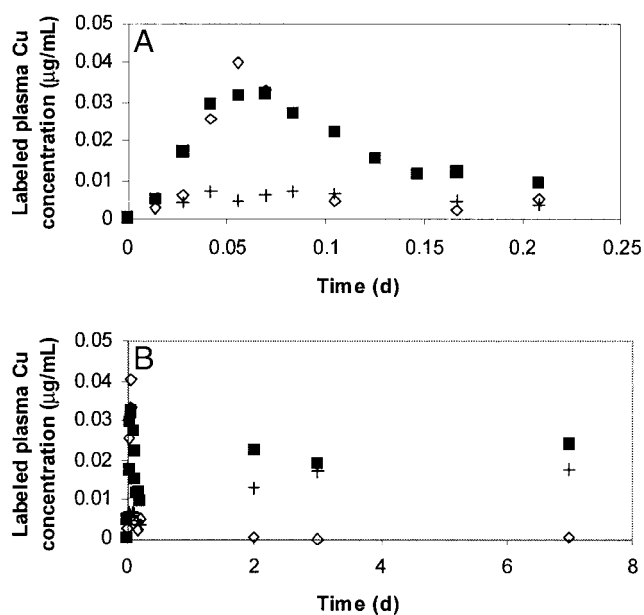 A
Labeled plasma Cu
concentration (µg/mL)
0.05
0.04
0.03
0.02
0.01
0
0 0.05 0.1 0.15 0.2 0.25
Time (d)
B
Labeled plasma Cu
concentration (µg/mL)
0.05
0.04
0.03
0.02
0.01
0
0 2 4 6 8
Time (d)